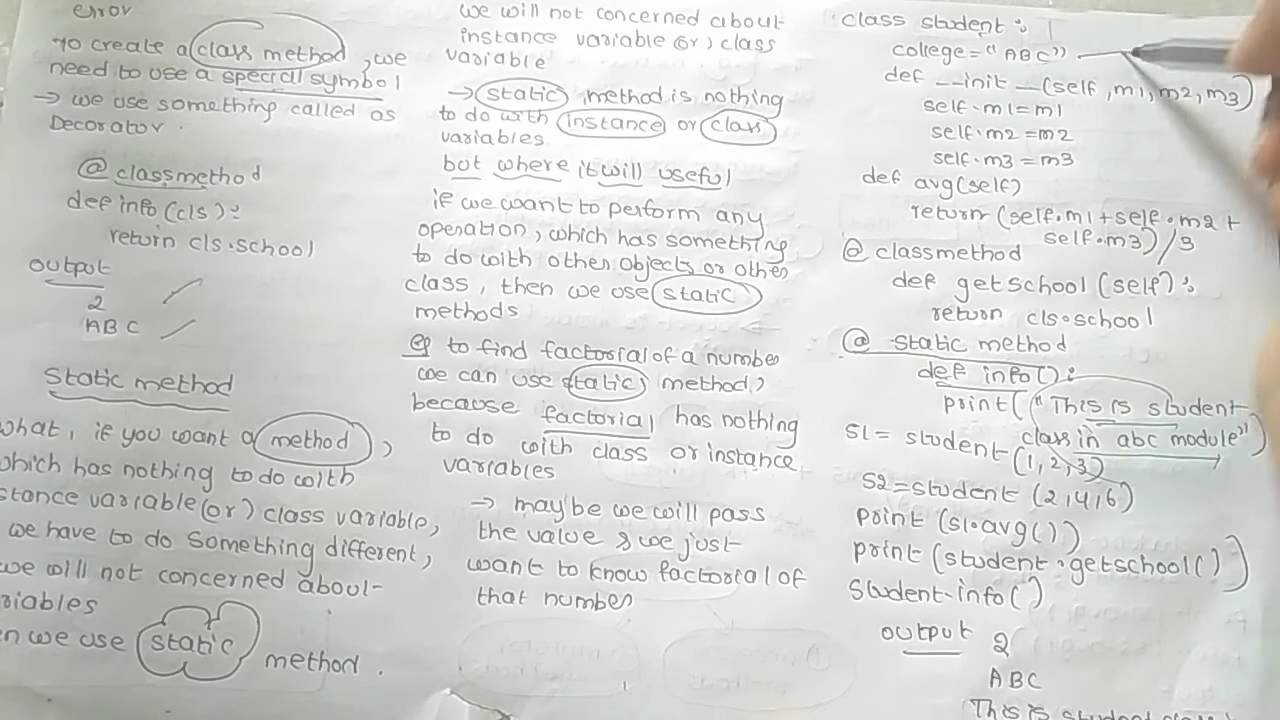 error
To create a class method, we
need to use a special symbol
→ we use something called as
Decorator.
@classmethod
def info(cls):
return cls.school
output
2
ABC
Static method
what, if you want a method,
which has nothing to do with
stance variable (or) class variable,
we have to do something different,
we will not concerned about
riables
n we use static method.
we will not concerned about
instance variable (or) class
variable
→ static method is nothing
to do with instance or class
variables
but where it will useful
if we want to perform any
operation, which has something
to do with other objects or other
class, then we use static
methods
eg to find factorial of a number
we can use static method,
because factorial has nothing
to do with class or instance
variables
→ maybe we will pass
the value & we just
want to know factorial of
that number
class student:
college="ABC"
def __init__(self,m1,m2,m3)
self.m1=m1
self.m2=m2
self.m3=m3
def avg(self)
return (self.m1+self.m2+
self.m3)/3
@classmethod
def getschool(self):
return cls.school
@ static method
def info():
print("This is student
class in abc module")
S1= student(1,2,3)
S2=student(2,4,6)
print(s1.avg())
print(student.getschool())
Student.info()
output 2
ABC
This is student